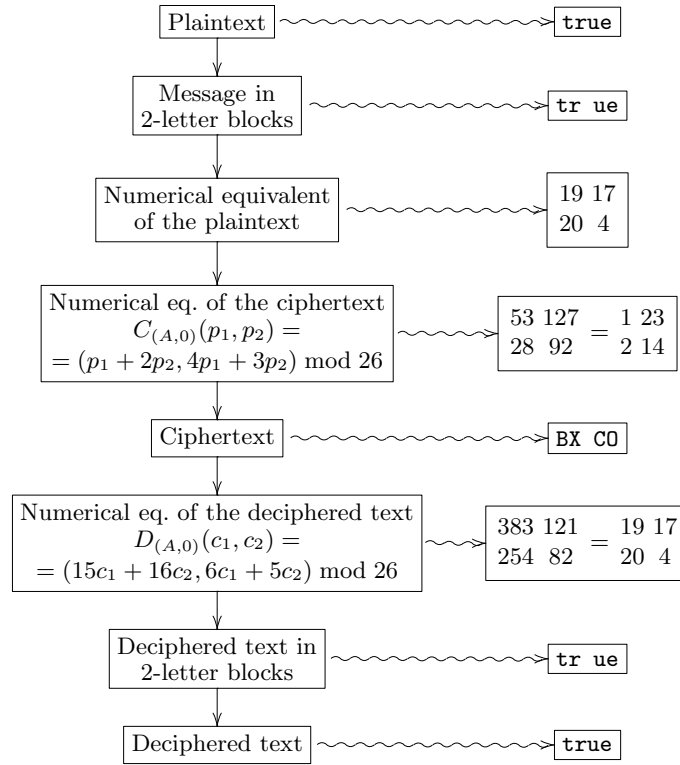 Plaintext
true
Message in
2-letter blocks
tr ue
Numerical equivalent
of the plaintext
19 17
20 4
Numerical eq. of the ciphertext
C(A,0)(p1, p2) =
= (p1 + 2p2, 4p1 + 3p2) mod 26
53 127 = 1 23
28 92 2 14
Ciphertext
BX CO
Numerical eq. of the deciphered text
D(A,0)(c1, c2) =
= (15c1 + 16c2, 6c1 + 5c2) mod 26
383 121 = 19 17
254 82 20 4
Deciphered text in
2-letter blocks
tr ue
Deciphered text
true